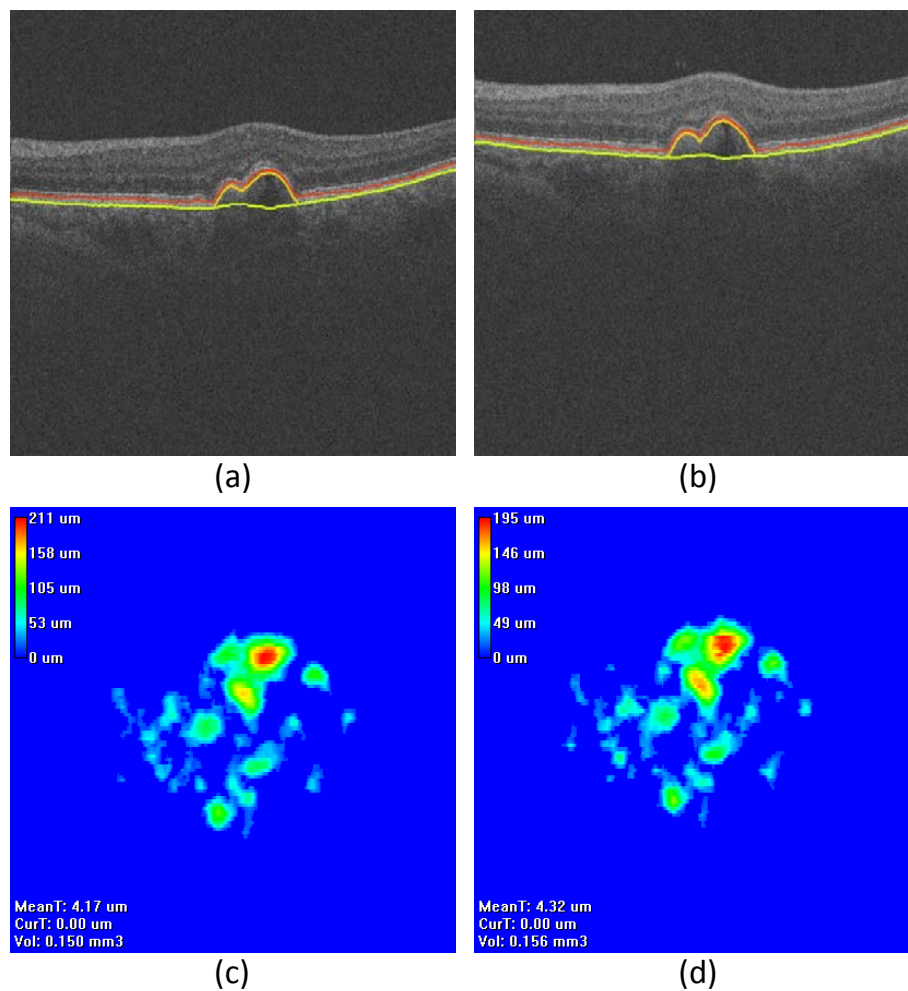 (a)
(b)
211 um
158 um
105 um
53 um
0 um
MeanT: 4.17 um
CurT: 0.00 um
Vol: 0.150 mm3
195 um
146 um
98 um
49 um
0 um
MeanT: 4.32 um
CurT: 0.00 um
Vol: 0.156 mm3
(c)
(d)